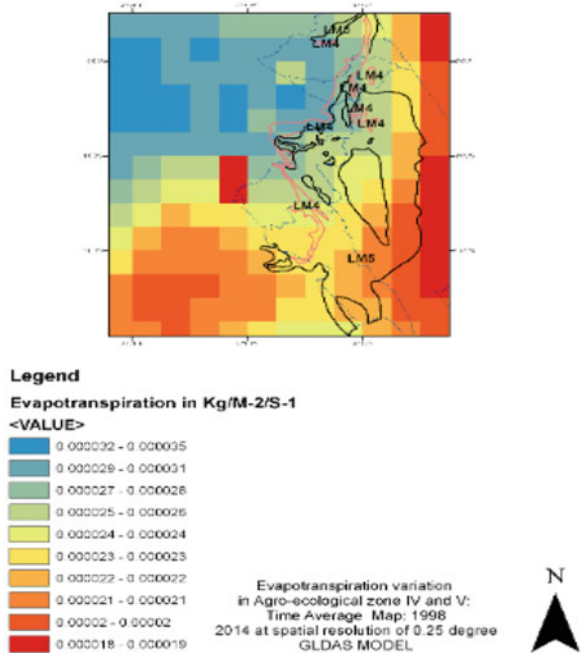 LM5
LM4
LM4
LM4
LM4
LM4
LM4
LM4
LM5
Legend
Evapotranspiration in Kg/M-2/S-1
<VALUE>
0.000032 - 0.000035
0.000029 - 0.000031
0.000027 - 0.000028
0.000025 - 0.000026
0.000024 - 0.000024
0.000023 - 0.000023
0.000022 - 0.000022
0.000021 - 0.000021
0.00002 - 0.00002
0.000018 - 0.000019
Evapotranspiration variation
in Agro-ecological zone IV and V:
Time Average Map: 1998
2014 at spatial resolution of 0.25 degree
GLDAS MODEL
N